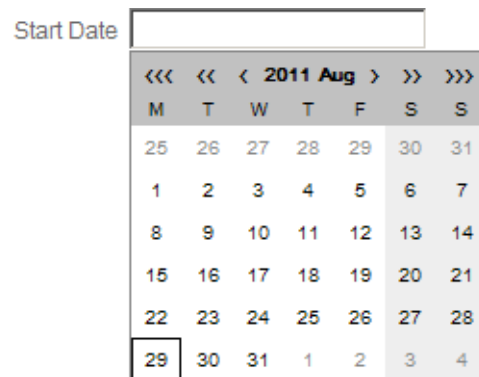 Start Date
‹‹‹ ‹‹ ‹ 2011 Aug › ›› ›››
M T W T F S S
25 26 27 28 29 30 31
1 2 3 4 5 6 7
8 9 10 11 12 13 14
15 16 17 18 19 20 21
22 23 24 25 26 27 28
29 30 31 1 2 3 4